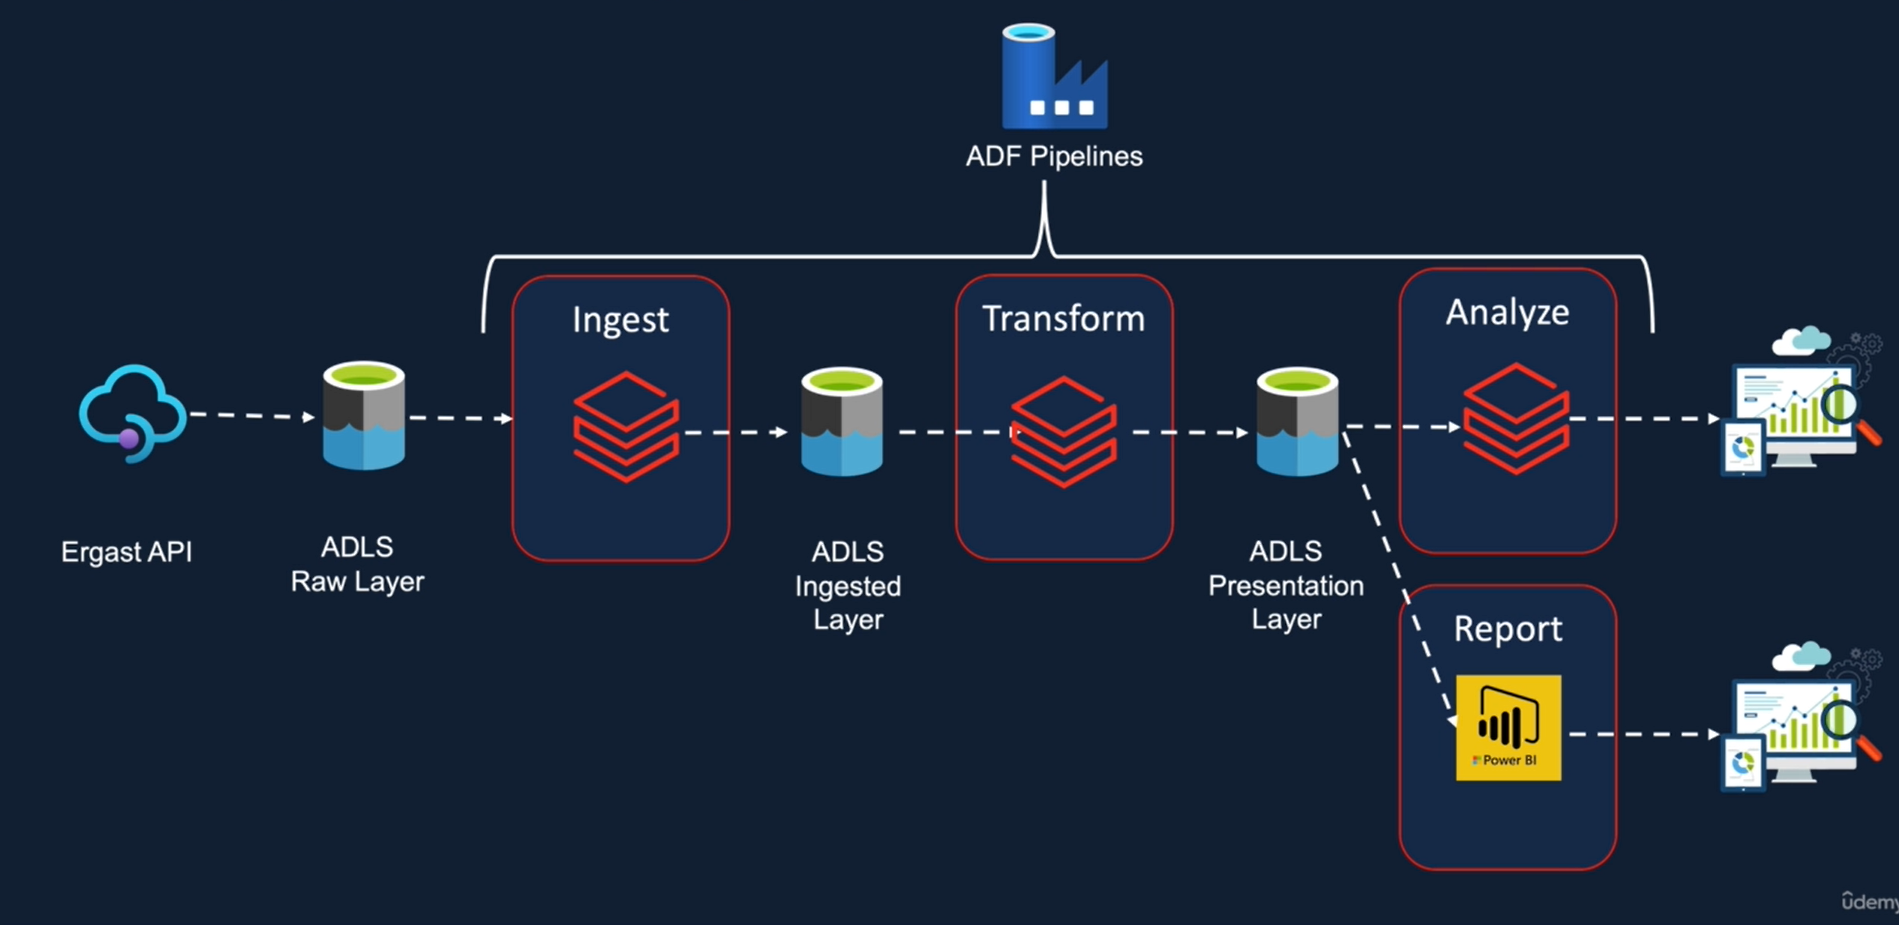 ADF Pipelines
Ingest
Transform
Analyze
Ergast API
ADLS
Raw Layer
ADLS
Ingested
Layer
ADLS
Presentation
Layer
Report
Power BI
ûdemy